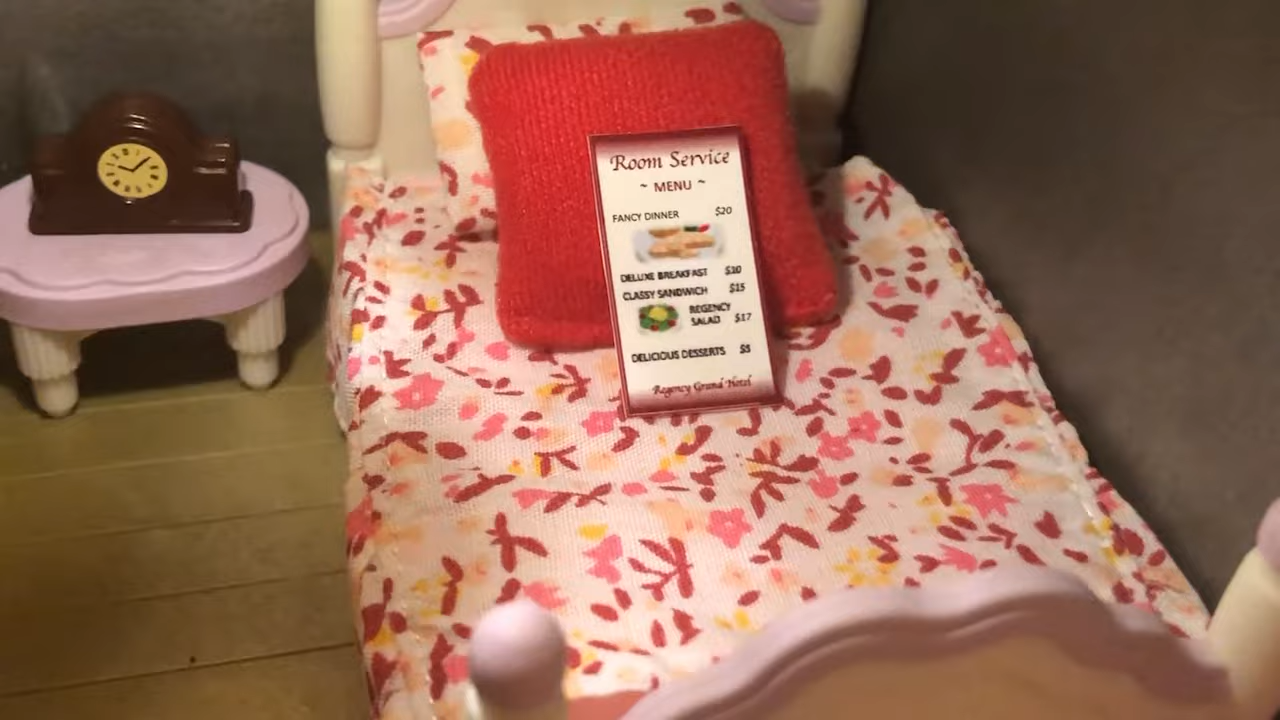 Room Service
~ MENU ~
FANCY DINNER $20
DELUXE BREAKFAST $10
CLASSY SANDWICH $15
REGENCY
SALAD $17
DELICIOUS DESSERTS $5
Regency Grand Hotel